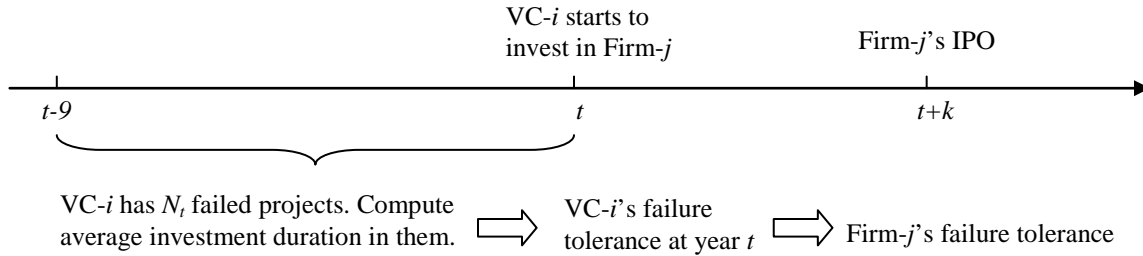 VC-i starts to
invest in Firm-j
Firm-j’s IPO
t-9
t
t+k
VC-i has Nt failed projects. Compute
average investment duration in them.
VC-i’s failure
tolerance at year t
Firm-j’s failure tolerance